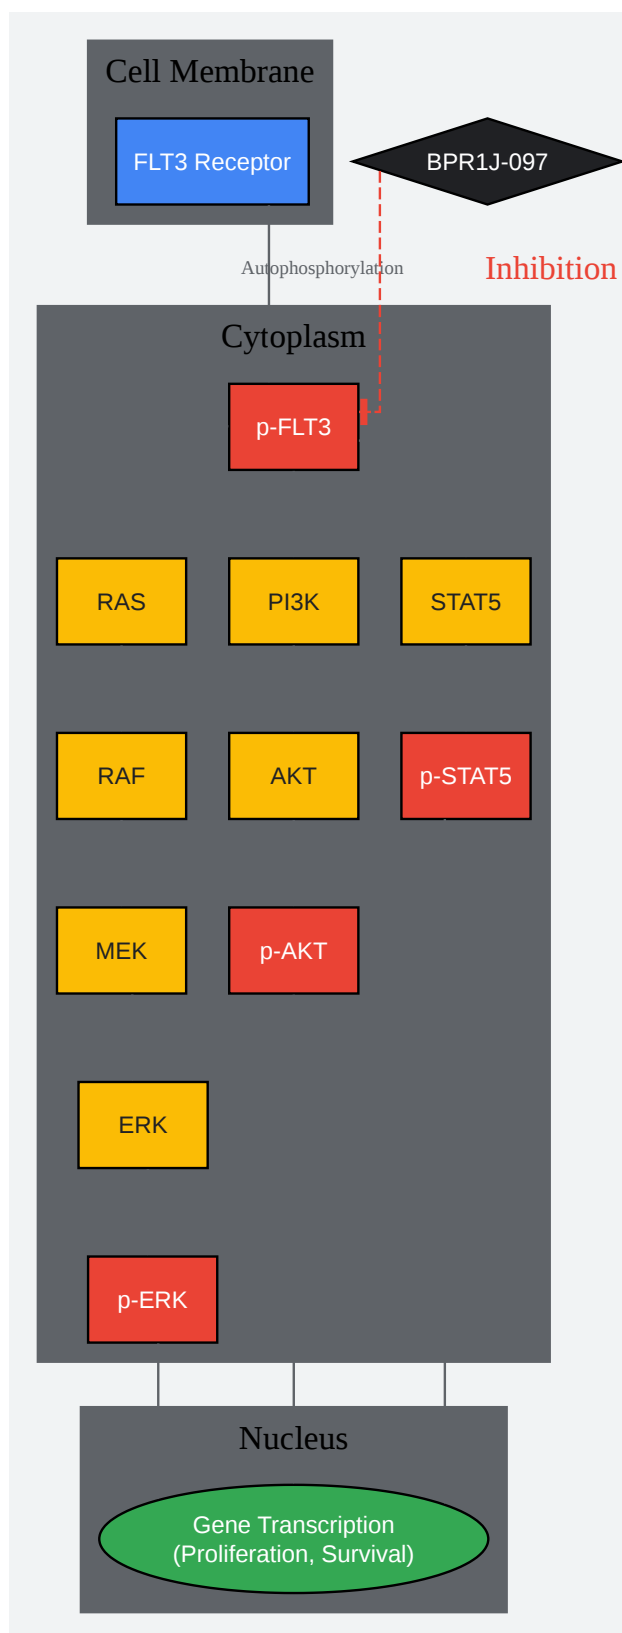 Cell Membrane
FLT3 Receptor
BPR1J-097
Autophosphorylation
Inhibition
Cytoplasm
p-FLT3
RAS
PI3K
STAT5
RAF
AKT
p-STAT5
MEK
p-AKT
ERK
p-ERK
Nucleus
Gene Transcription
(Proliferation, Survival)